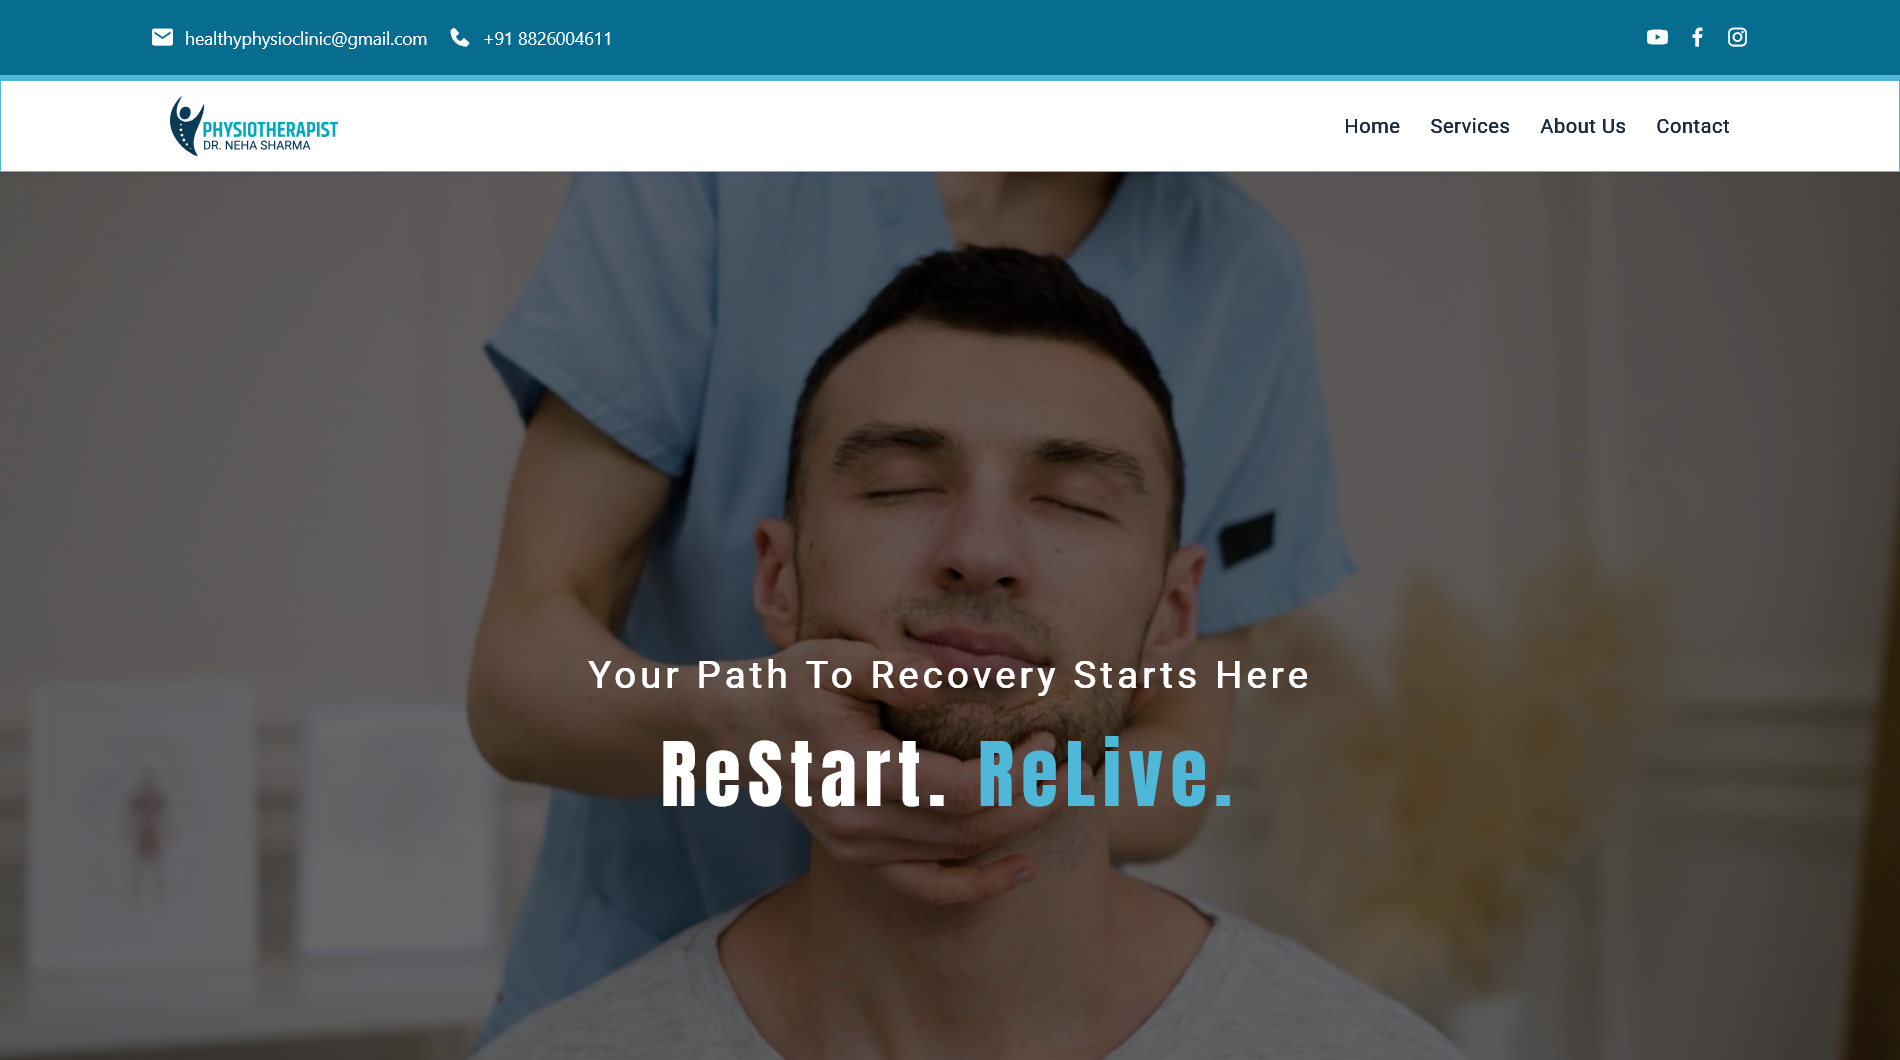 healthyphysioclinic@gmail.com +91 8826004611
PHYSIOTHERAPIST
DR. NEHA SHARMA
Home Services About Us Contact
Your Path To Recovery Starts Here
ReStart. ReLive.